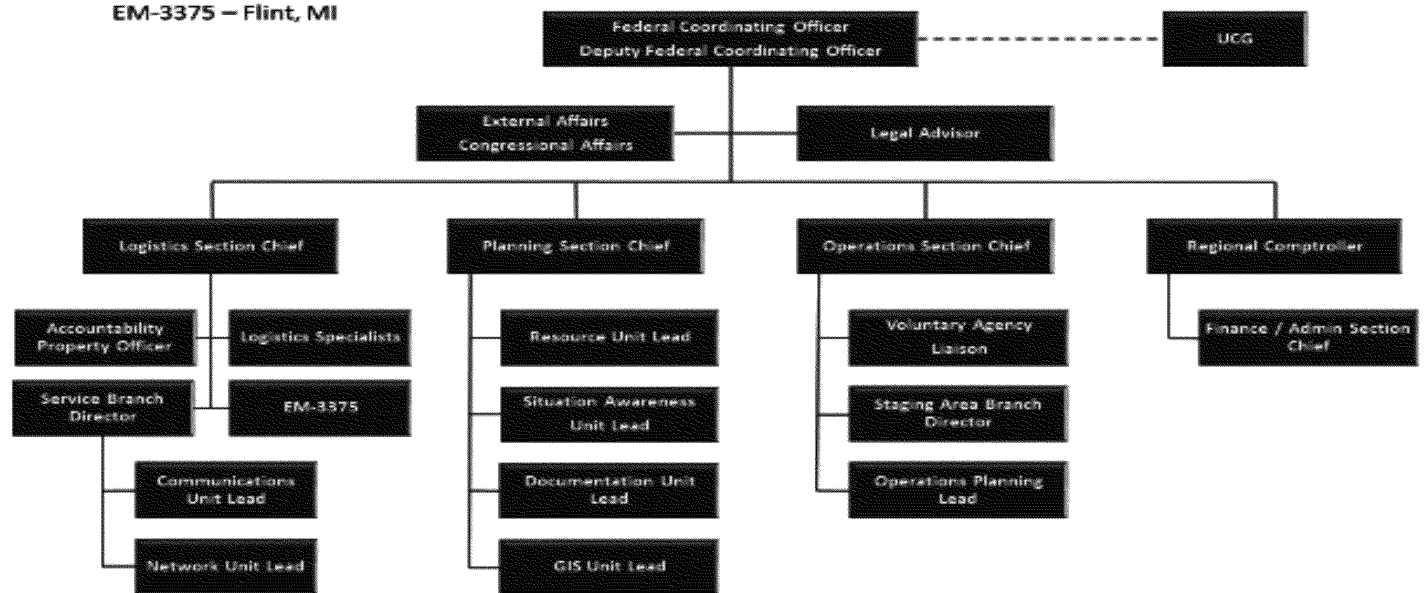 EM-3375 – Flint, MI
Federal Coordinating Officer
Deputy Federal Coordinating Officer
UCG
External Affairs
Congressional Affairs
Legal Advisor
Logistics Section Chief
Planning Section Chief
Operations Section Chief
Regional Comptroller
Accountability
Property Officer
Logistics Specialists
Service Branch
Director
EM-3375
Communications
Unit Lead
Network Unit Lead
Resource Unit Lead
Situation Awareness
Unit Lead
Documentation Unit
Lead
GIS Unit Lead
Voluntary Agency
Liaison
Staging Area Branch
Director
Operations Planning
Lead
Finance / Admin Section
Chief